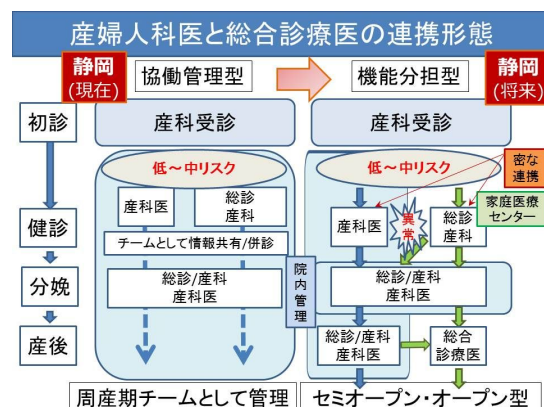 産婦人科医と総合診療医の連携形態
静岡
(現在)
協働管理型
機能分担型
静岡
(将来)
初診
健診
分娩
産後
産科受診
低～中リスク
産科医
総診
産科
チームとして情報共有/併診
総診/産科
産科医
周産期チームとして管理
産科受診
低～中リスク
密な
連携
家庭医療
センター
産科医
異
常
総診
産科
院
内
管
理
総診/産科
産科医
総診/産科
産科医
総合
診療医
セミオープン・オープン型